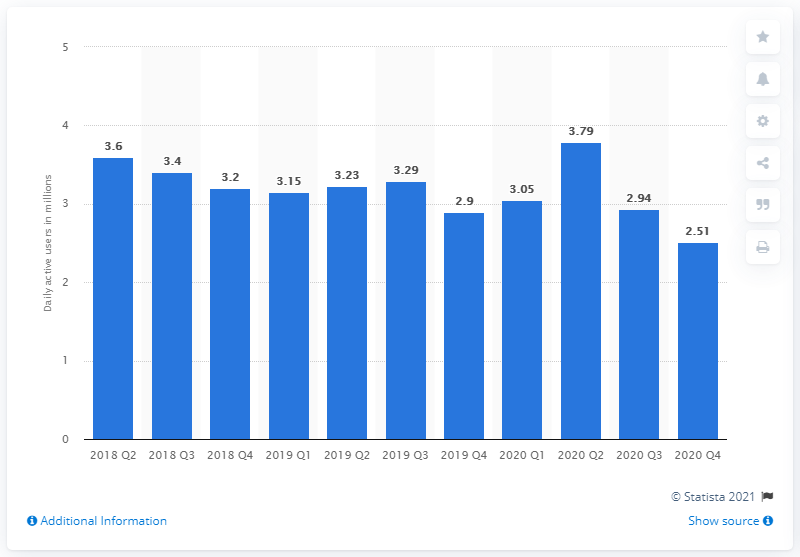 5
4
3
2
1
0
Daily active users in millions
3.6
3.4
3.2
3.15
3.23
3.29
2.9
3.05
3.79
2.94
2.51
2018 Q2
2018 Q3
2018 Q4
2019 Q1
2019 Q2
2019 Q3
2019 Q4
2020 Q1
2020 Q2
2020 Q3
2020 Q4
© Statista 2021
Additional Information
Show source